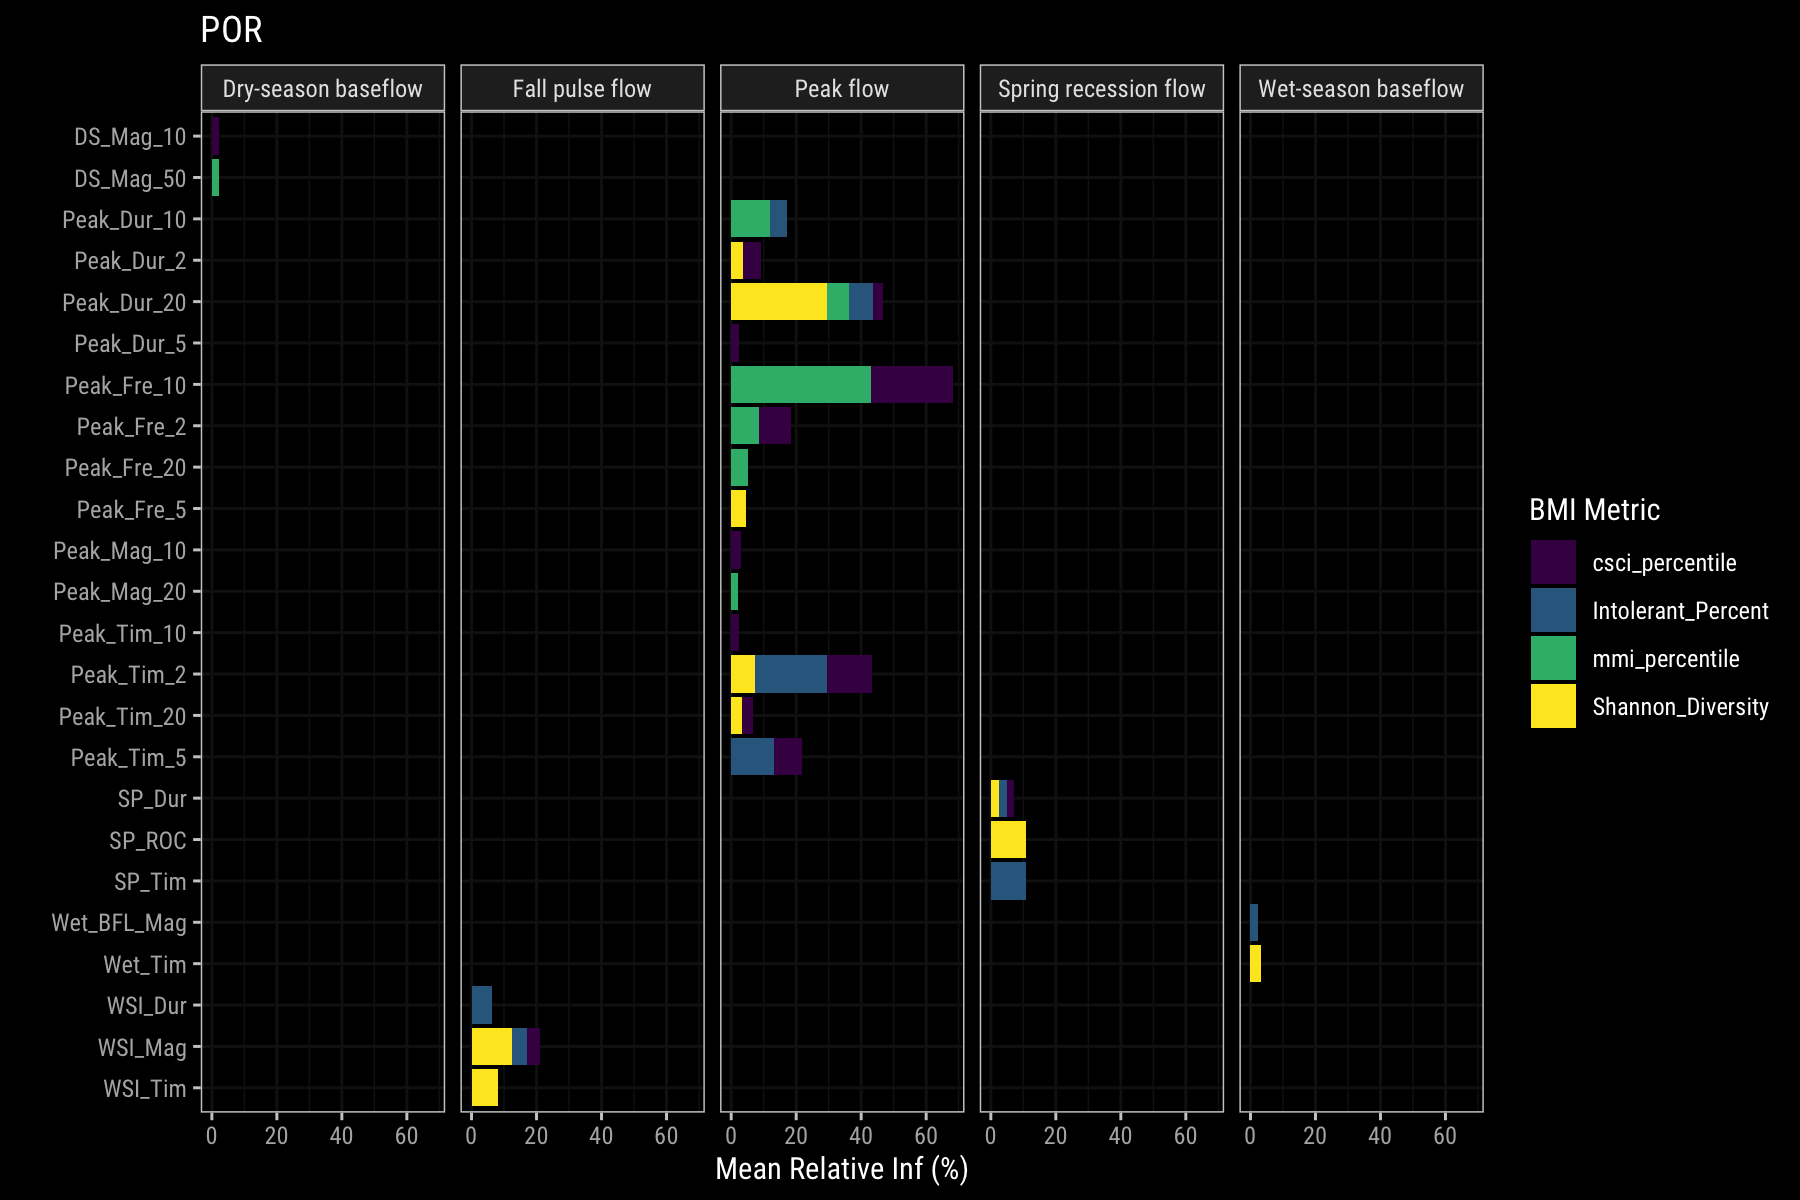 POR
Dry-season baseflow
Fall pulse flow
Peak flow
Spring recession flow
Wet-season baseflow
DS_Mag_10
DS_Mag_50
Peak_Dur_10
Peak_Dur_2
Peak_Dur_20
Peak_Dur_5
Peak_Fre_10
Peak_Fre_2
Peak_Fre_20
Peak_Fre_5
Peak_Mag_10
Peak_Mag_20
Peak_Tim_10
Peak_Tim_2
Peak_Tim_20
Peak_Tim_5
SP_Dur
SP_ROC
SP_Tim
Wet_BFL_Mag
Wet_Tim
WSI_Dur
WSI_Mag
WSI_Tim
0 20 40 60
0 20 40 60
0 20 40 60
0 20 40 60
0 20 40 60
Mean Relative Inf (%)
BMI Metric
csci_percentile
Intolerant_Percent
mmi_percentile
Shannon_Diversity